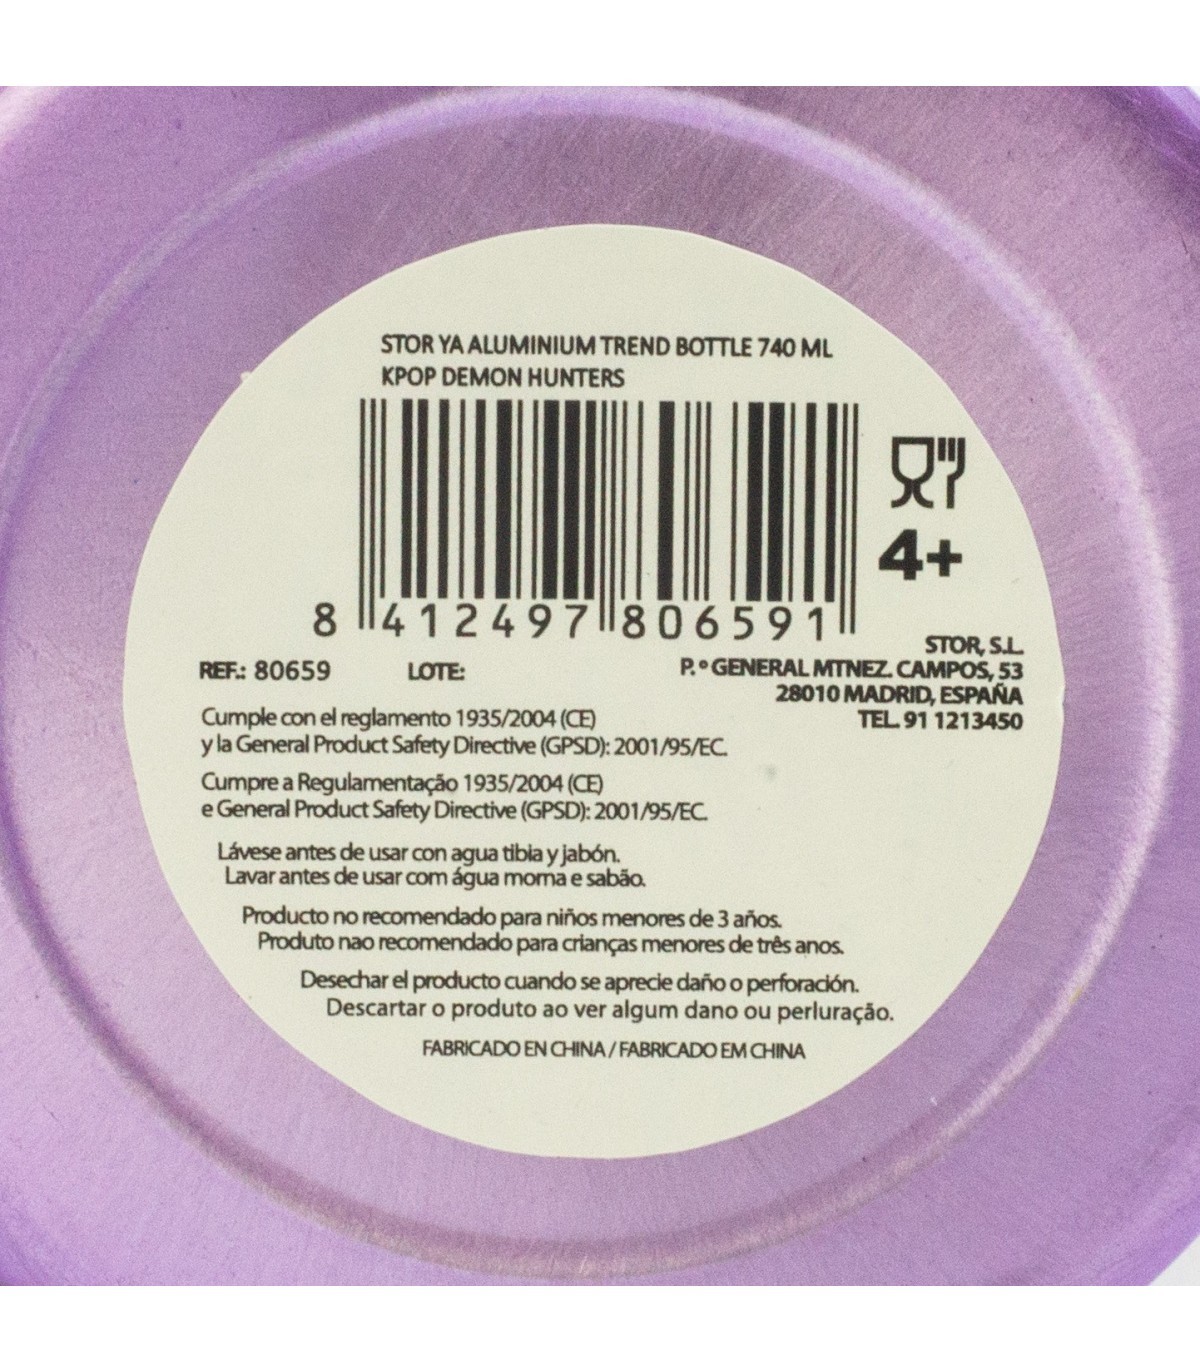 STOR YA ALUMINIUM TREND BOTTLE 740 ML
KPOP DEMON HUNTERS
8 412497 806591
4+
STOR, S.L.
P.º GENERAL MTNEZ. CAMPOS, 53
28010 MADRID, ESPAÑA
TEL. 91 1213450
REF.: 80659 LOTE:
Cumple con el reglamento 1935/2004 (CE)
y la General Product Safety Directive (GPSD): 2001/95/EC.
Cumpre a Regulamentação 1935/2004 (CE)
e General Product Safety Directive (GPSD): 2001/95/EC.
Lávese antes de usar con agua tibia y jabón.
Lavar antes de usar com água morna e sabão.
Producto no recomendado para niños menores de 3 años.
Produto nao recomendado para crianças menores de três anos.
Desechar el producto cuando se aprecie daño o perforación.
Descartar o produto ao ver algum dano ou perluração.
FABRICADO EN CHINA / FABRICADO EM CHINA